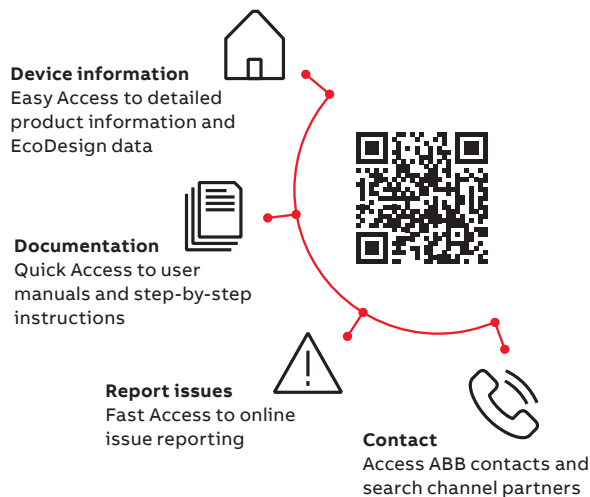 Device information
Easy Access to detailed
product information and
EcoDesign data
Documentation
Quick Access to user
manuals and step-by-step
instructions
Report issues
Fast Access to online
issue reporting
Contact
Access ABB contacts and
search channel partners